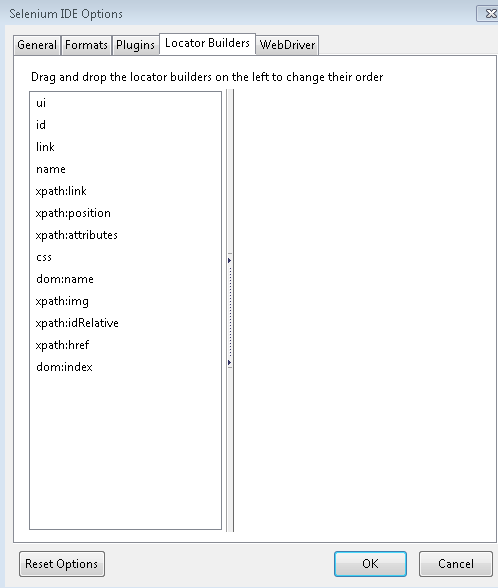 Selenium IDE Options
General Formats Plugins Locator Builders WebDriver
Drag and drop the locator builders on the left to change their order
ui
id
link
name
xpath:link
xpath:position
xpath:attributes
css
dom:name
xpath:img
xpath:idRelative
xpath:href
dom:index
Reset Options OK Cancel